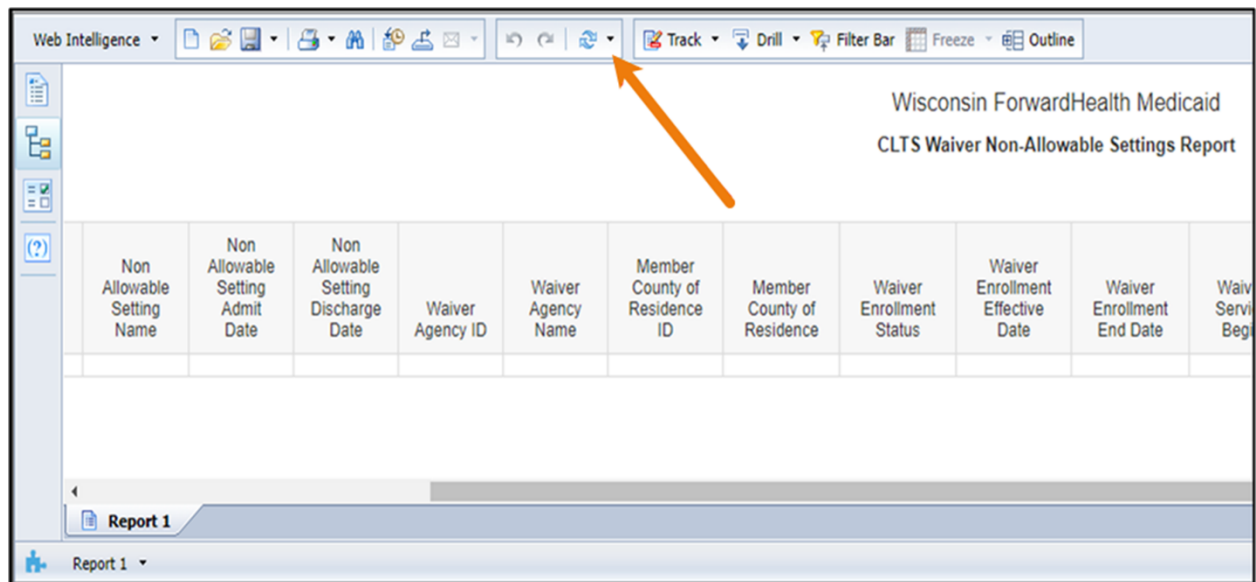 Web Intelligence
Track Drill Filter Bar Freeze Outline
Wisconsin ForwardHealth Medicaid
CLTS Waiver Non-Allowable Settings Report
(?)
Non Allowable Setting Name
Non Allowable Setting Admit Date
Non Allowable Setting Discharge Date
Waiver Agency ID
Waiver Agency Name
Member County of Residence ID
Member County of Residence
Waiver Enrollment Status
Waiver Enrollment Effective Date
Waiver Enrollment End Date
Waiv Servi Begi
Report 1
Report 1